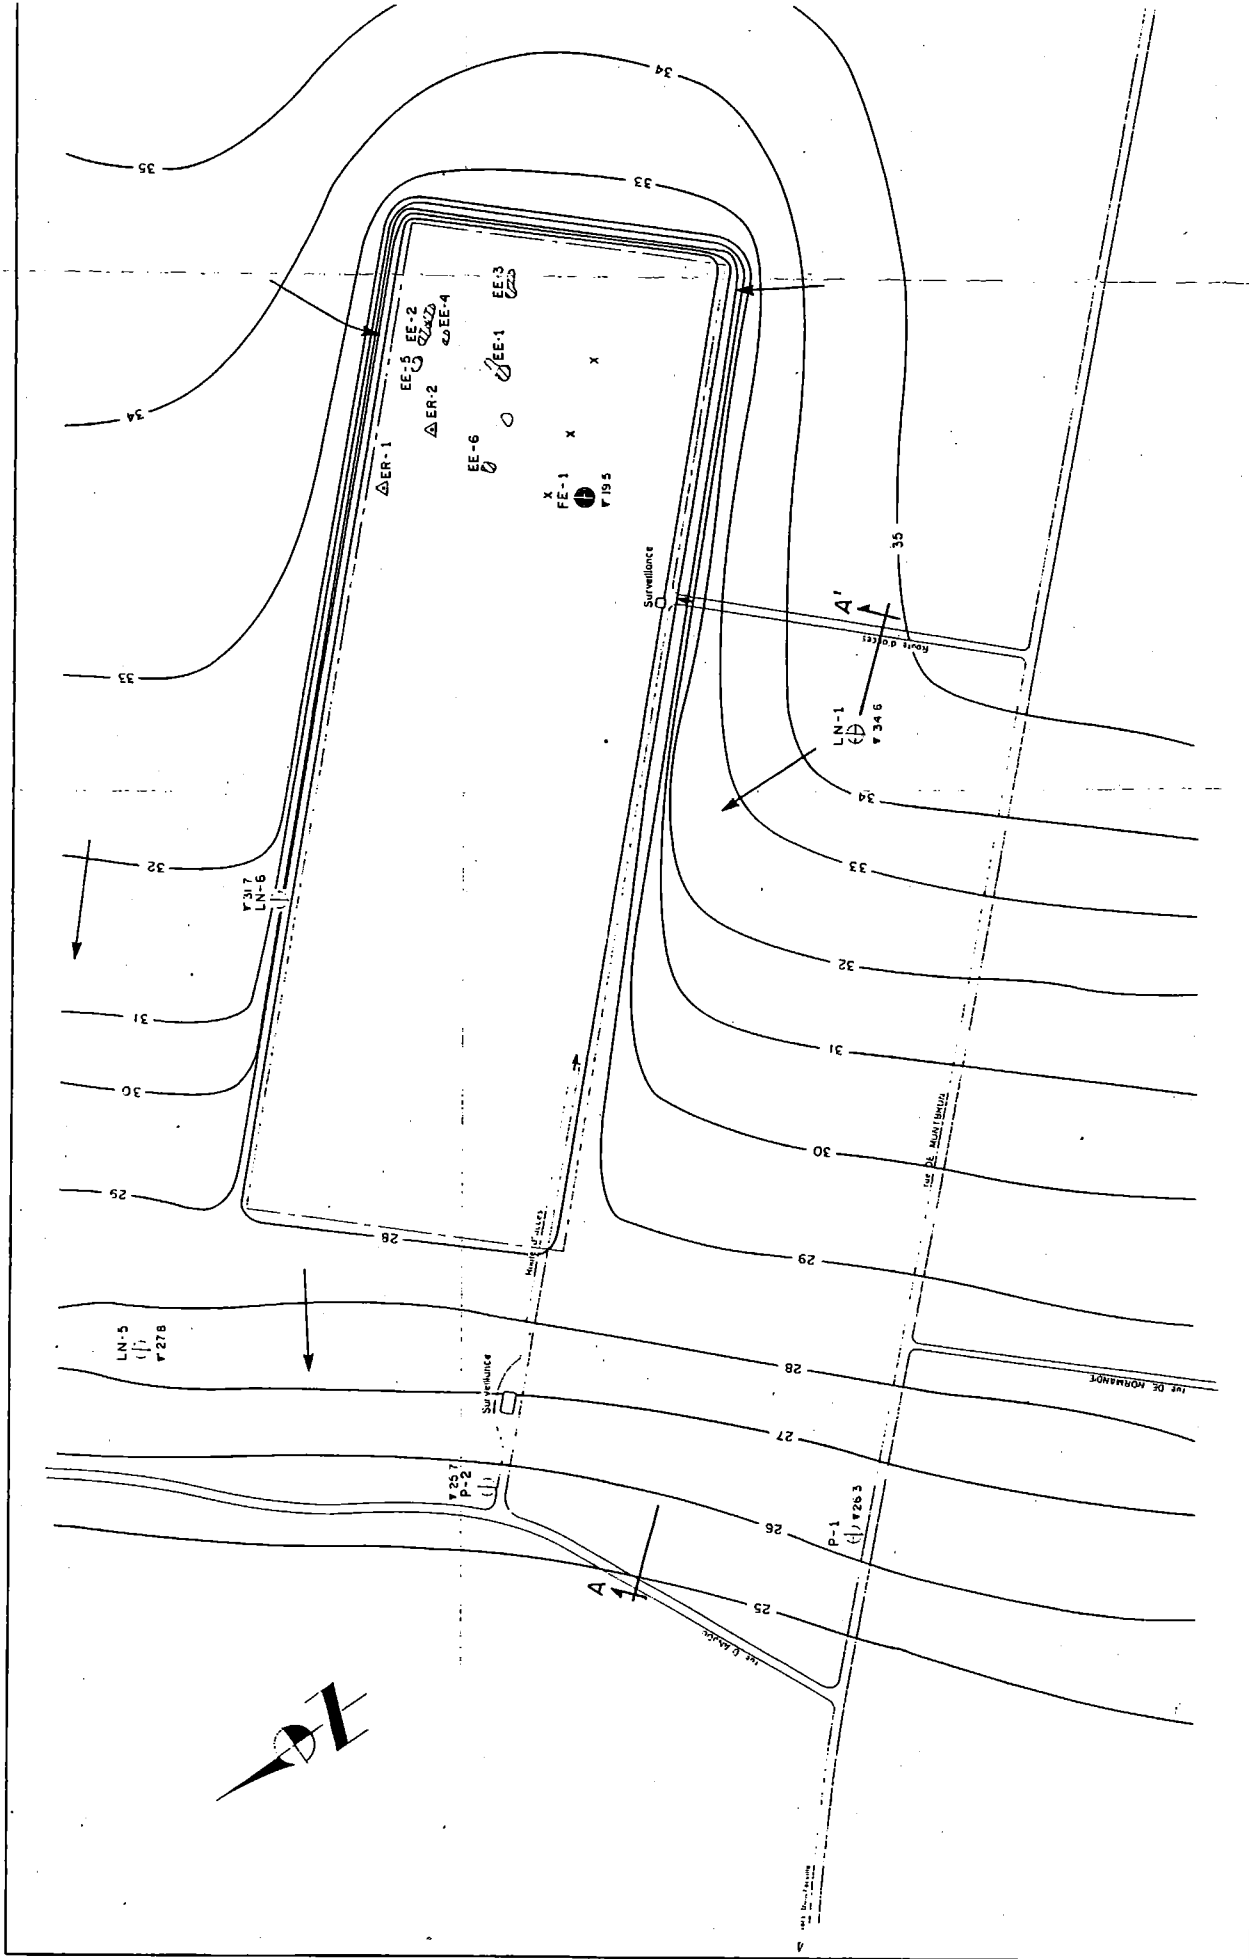 35
34
33
EE-3
EE-2
EE-4
EE-1
EE-5
ER-2
34
ER-1
EE-6
X
FE-1
▼19.5
Surveillance
35
A'
Route d'accès
33
LN-1
▼34.6
34
32
▼31.7
LN-6
33
32
31
31
30
rue DE MONTBRUN
30
29
28
29
LN-5
▼27.8
28
rue DE NORMANDIE
Surveillance
27
▼25.7
P-2
26
P-1
▼26.3
A
25
rue D'ANJOU
N